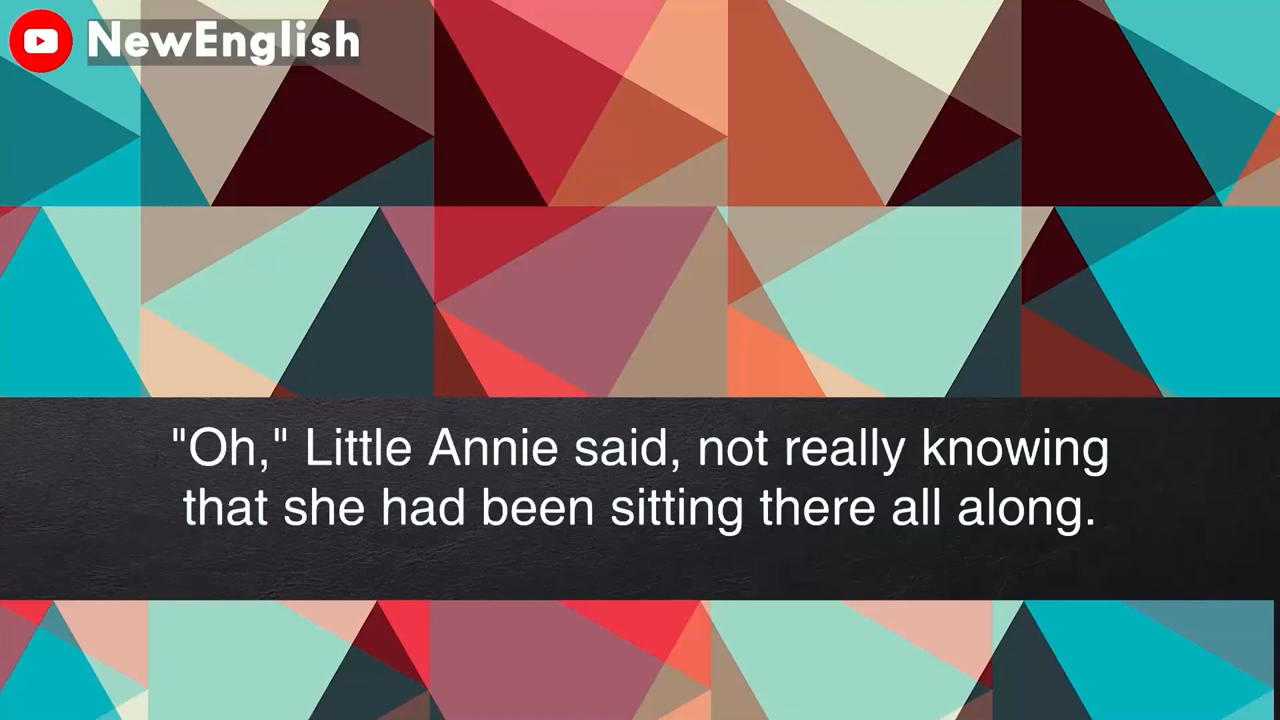 NewEnglish
"Oh," Little Annie said, not really knowing
that she had been sitting there all along.